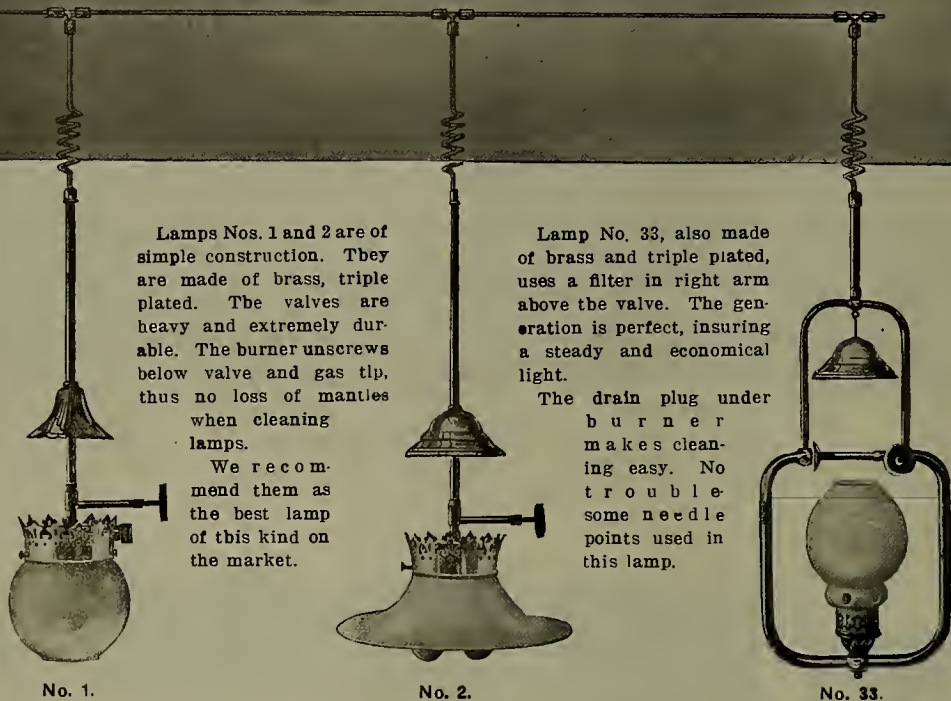 Lamps Nos. 1 and 2 are of
simple construction. They
are made of brass, triple
plated. The valves are
heavy and extremely dur-
able. The burner unscrews
below valve and gas tip,
thus no loss of mantles
when cleaning
lamps.
We recom-
mend them as
the best lamp
of this kind on
the market.
Lamp No. 33, also made
of brass and triple plated,
uses a filter in right arm
above the valve. The gen-
eration is perfect, insuring
a steady and economical
light.
The drain plug under
burner
makes clean-
ing easy. No
trouble-
some needle
points used in
this lamp.
No. 1.
No. 2.
No. 33.